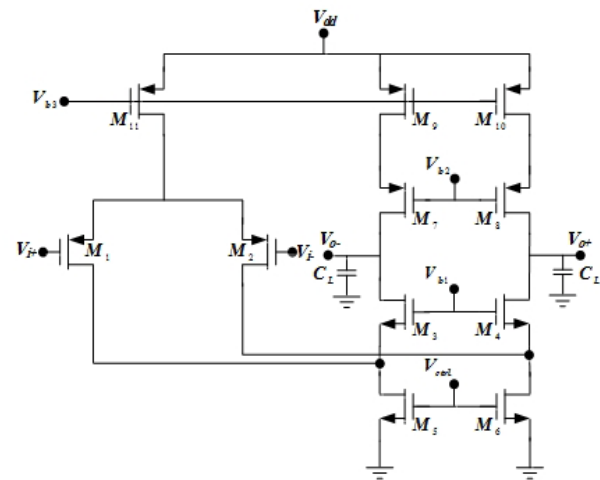 Vdd
Vb3
M11
M9
M10
Vb2
M7
M8
Vi+
M1
M2
Vi-
Vo-
Vo+
CL
Vb1
CL
M3
M4
Vctrl
M5
M6